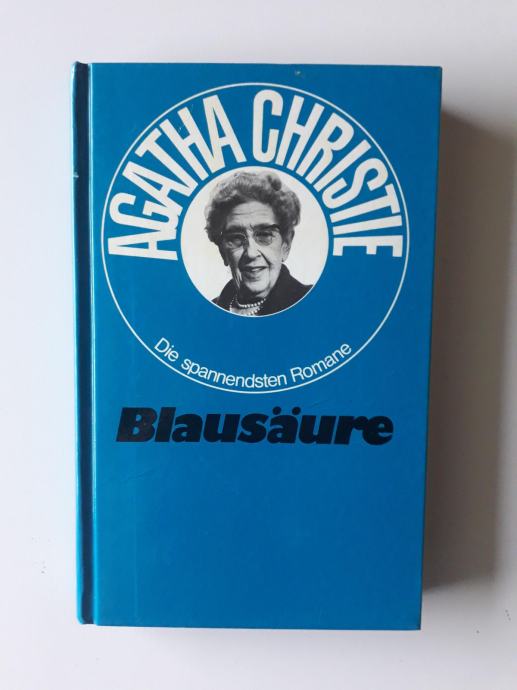 AGATHA CHRISTIE
Die spannendsten Romane
Blausäure